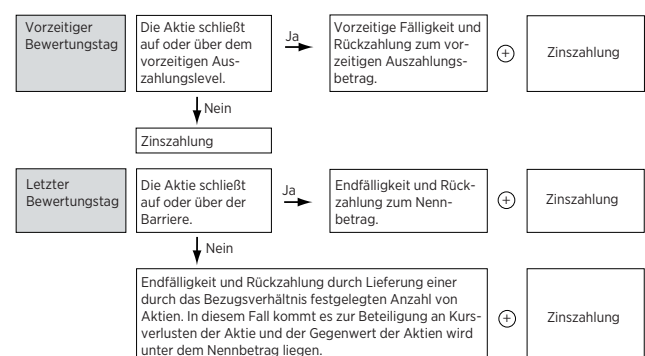 Vorzeitiger
Bewertungstag
Die Aktie schließt
auf oder über dem
vorzeitigen Aus-
zahlungslevel.
Ja
Vorzeitige Fälligkeit und
Rückzahlung zum vor-
zeitigen Auszahlungs-
betrag.
+
Zinszahlung
Nein
Zinszahlung
Letzter
Bewertungstag
Die Aktie schließt
auf oder über der
Barriere.
Ja
Endfälligkeit und Rück-
zahlung zum Nenn-
betrag.
+
Zinszahlung
Nein
Endfälligkeit und Rückzahlung durch Lieferung einer
durch das Bezugsverhältnis festgelegten Anzahl von
Aktien. In diesem Fall kommt es zur Beteiligung an Kurs-
verlusten der Aktie und der Gegenwert der Aktien wird
unter dem Nennbetrag liegen.
+
Zinszahlung